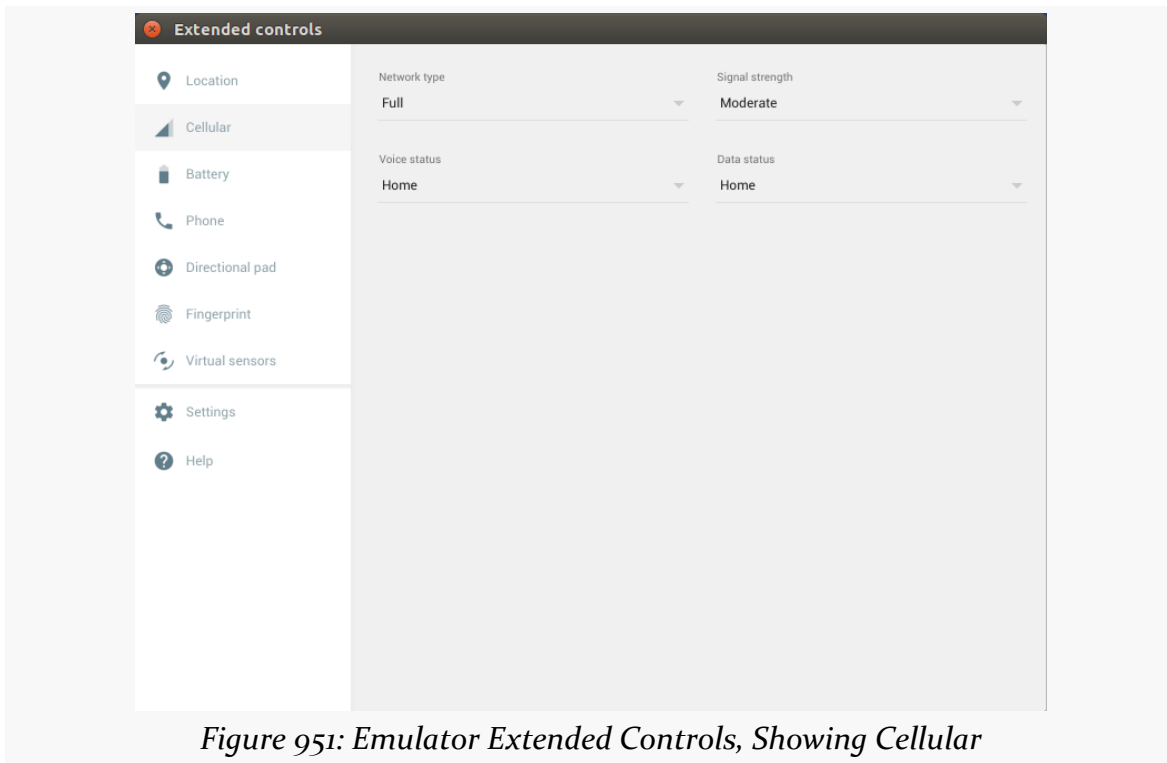 Extended controls
Location
Cellular
Battery
Phone
Directional pad
Fingerprint
Virtual sensors
Settings
Help
Network type
Full
Signal strength
Moderate
Voice status
Home
Data status
Home
Figure 951: Emulator Extended Controls, Showing Cellular